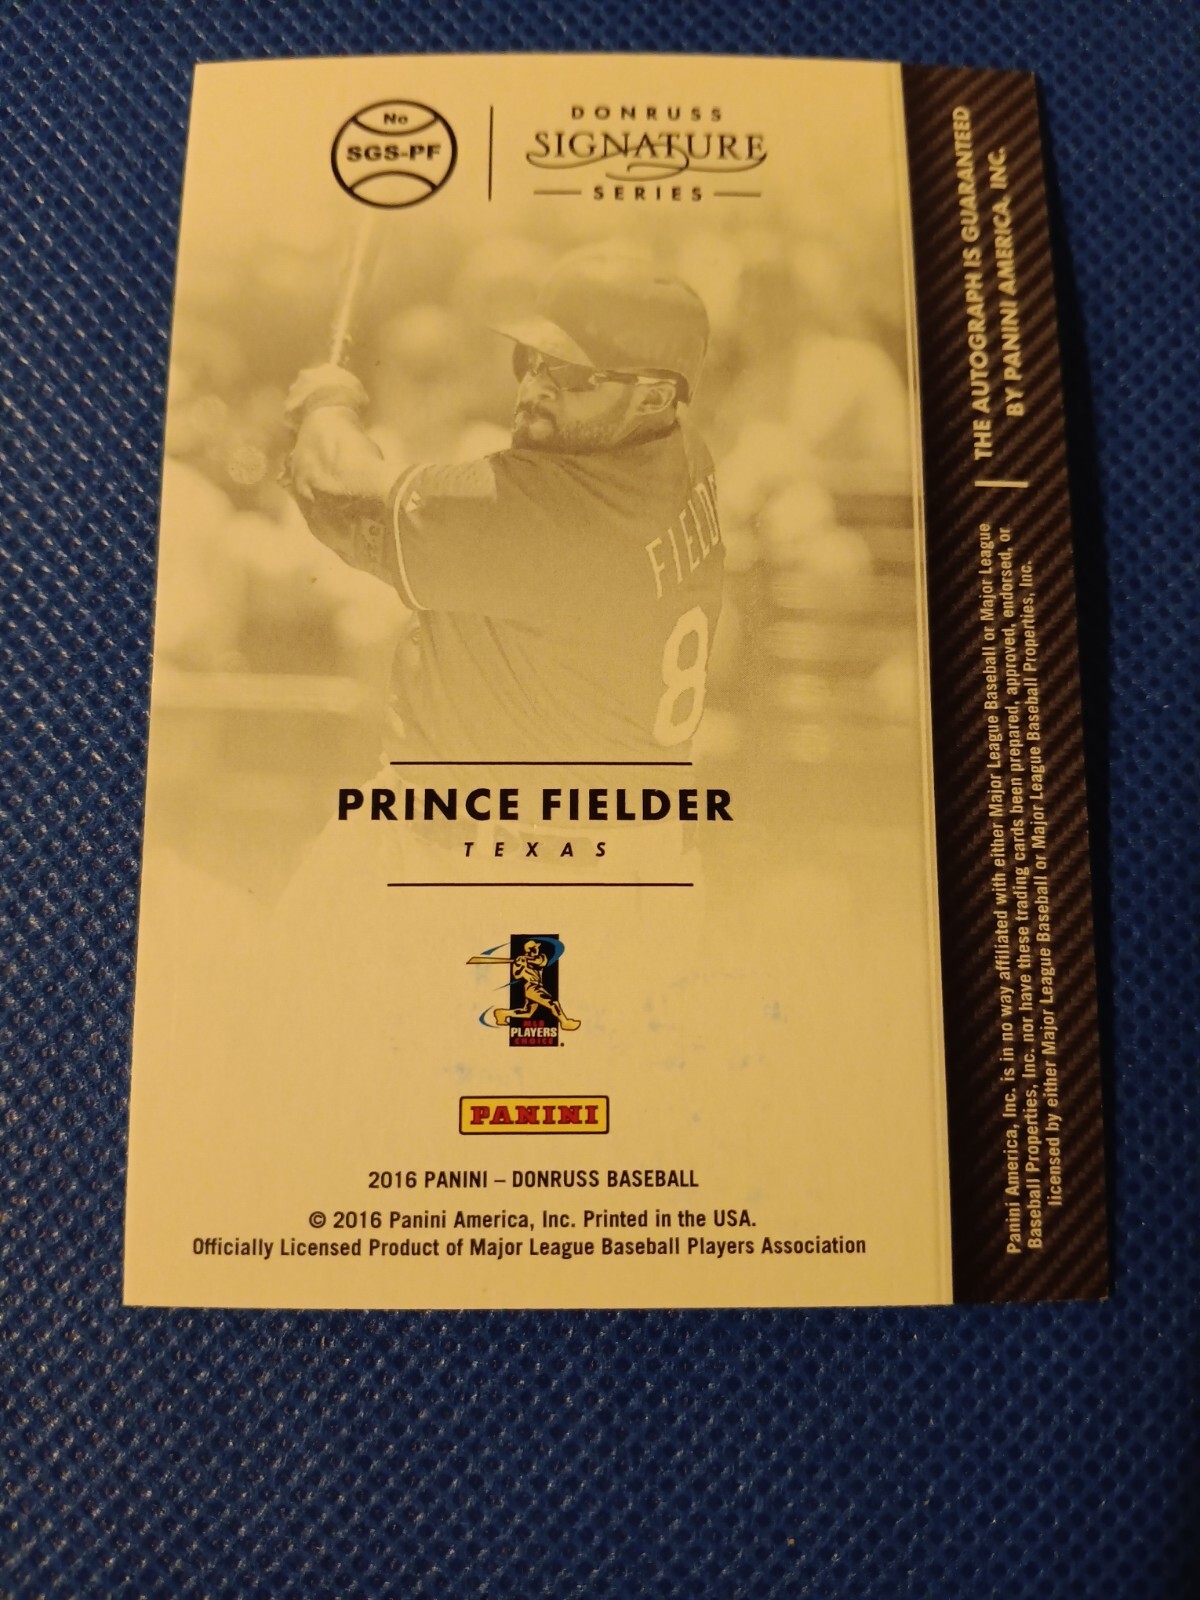 No
SGS-PF
DONRUSS
SIGNATURE
SERIES
FIELD
8
PRINCE FIELDER
TEXAS
MLB
PLAYERS
CHOICE
PANINI
2016 PANINI – DONRUSS BASEBALL
© 2016 Panini America, Inc. Printed in the USA.
Officially Licensed Product of Major League Baseball Players Association
THE AUTOGRAPH IS GUARANTEED
BY PANINI AMERICA, INC.
Panini America, Inc. is in no way affiliated with either Major League Baseball or Major League
Baseball Properties, Inc. nor have these trading cards been prepared, approved, endorsed, or
licensed by either Major League Baseball or Major League Baseball Properties, Inc.